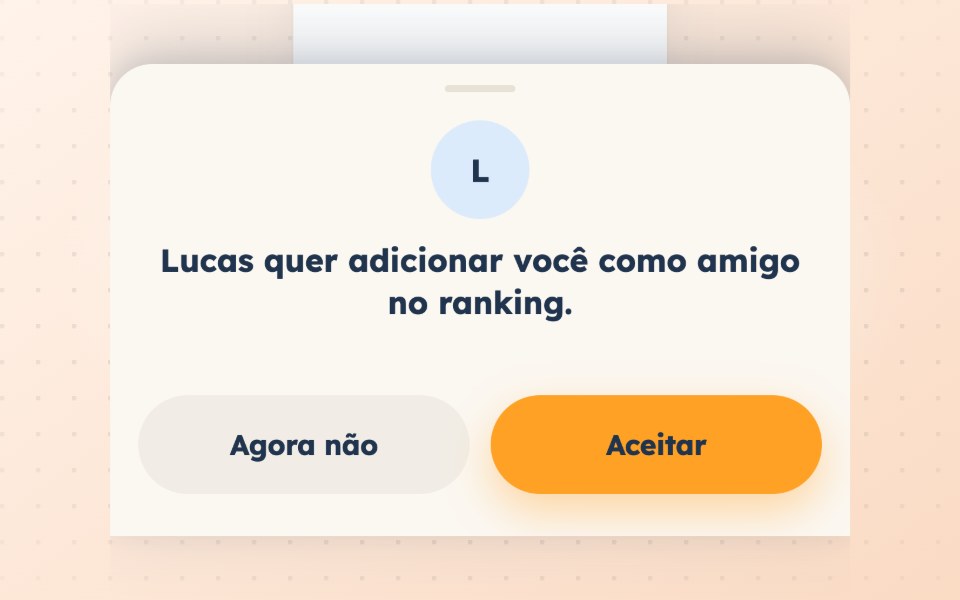 L
Lucas quer adicionar você como amigo
no ranking.
Agora não
Aceitar